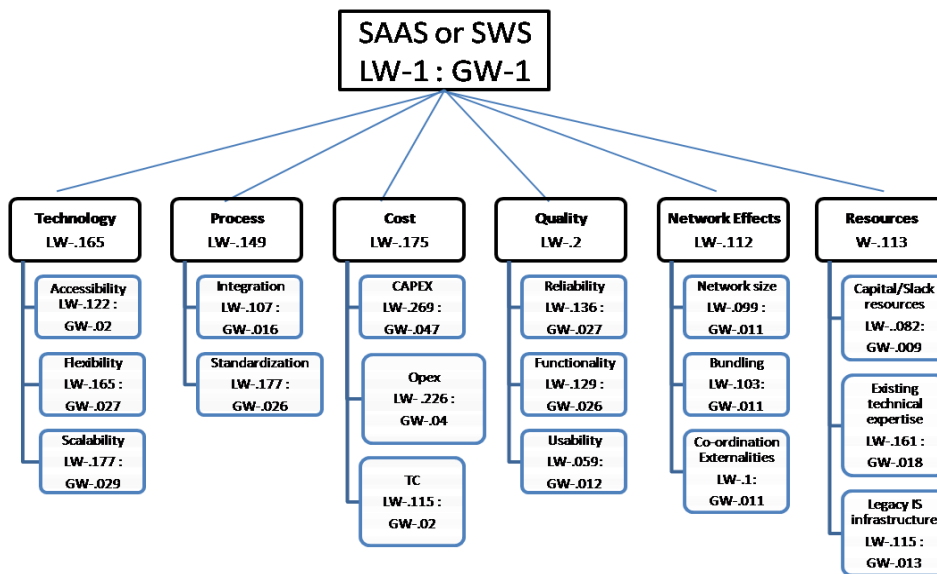 SAAS or SWS
LW-1 : GW-1
Technology
LW-.165
Accessibility
LW-.122 :
GW-.02
Flexibility
LW-.165 :
GW-.027
Scalability
LW-.177 :
GW-.029
Process
LW-.149
Integration
LW-.107 :
GW-.016
Standardization
LW-.177 :
GW-.026
Cost
LW-.175
CAPEX
LW-.269 :
GW-.047
Opex
LW- .226 :
GW-.04
TC
LW-.115 :
GW-.02
Quality
LW-.2
Reliability
LW-.136 :
GW-.027
Functionality
LW-.129 :
GW-.026
Usability
LW-.059:
GW-.012
Network Effects
LW-.112
Network size
LW-.099 :
GW-.011
Bundling
LW-.103:
GW-.011
Co-ordination
Externalities
LW-.1:
GW-.011
Resources
W-.113
Capital/Slack
resources
LW-..082:
GW-.009
Existing
technical
expertise
LW-.161 :
GW-.018
Legacy IS
infrastructure
LW-.115 :
GW-.013